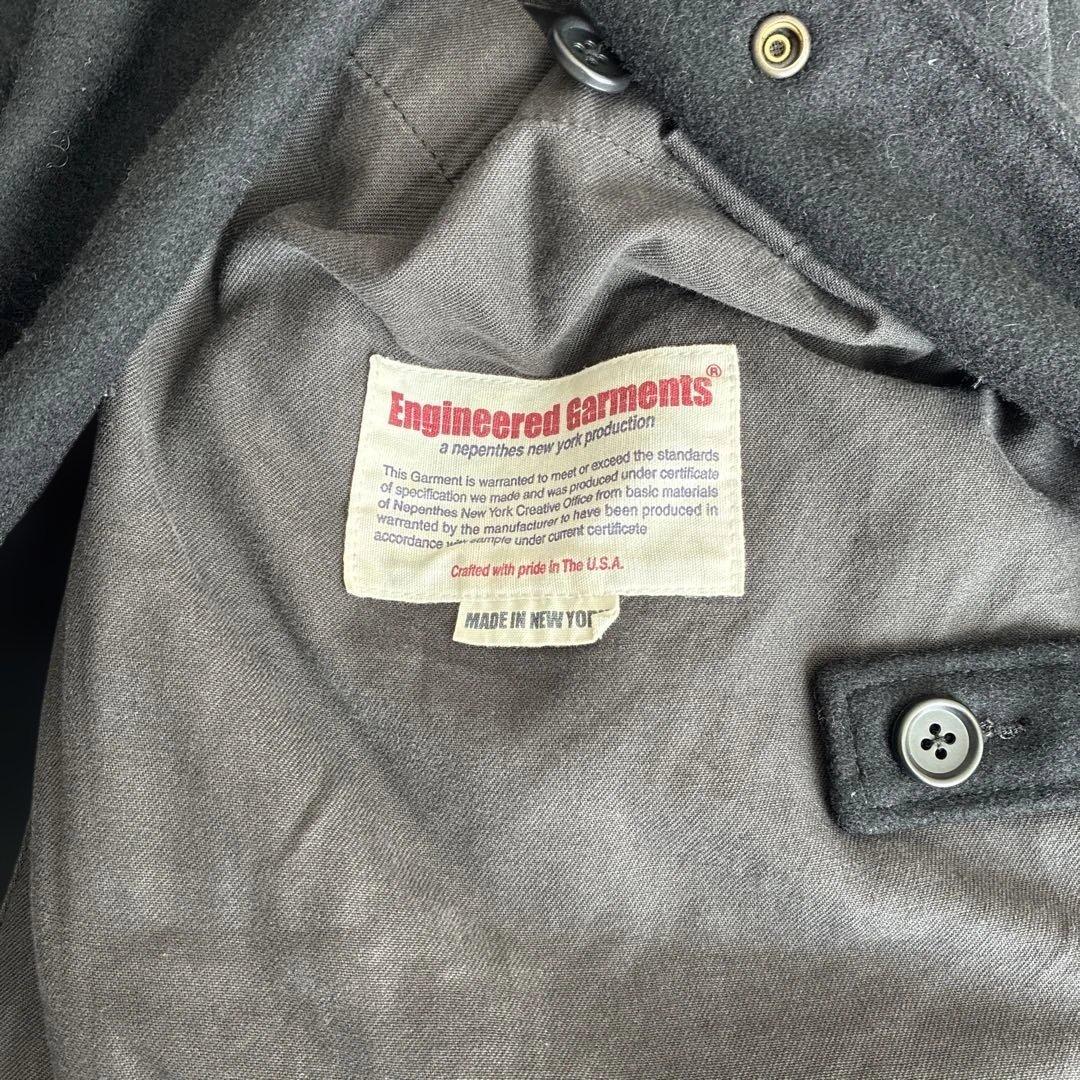 Engineered Garments®
a nepenthes new york production
This Garment is warranted to meet or exceed the standards
of specification we made and was produced under certificate
of Nepenthes New York Creative Office from basic materials
warranted by the manufacturer to have been produced in
accordance sample under current certificate
Crafted with pride in The U.S.A.
MADE IN NEW